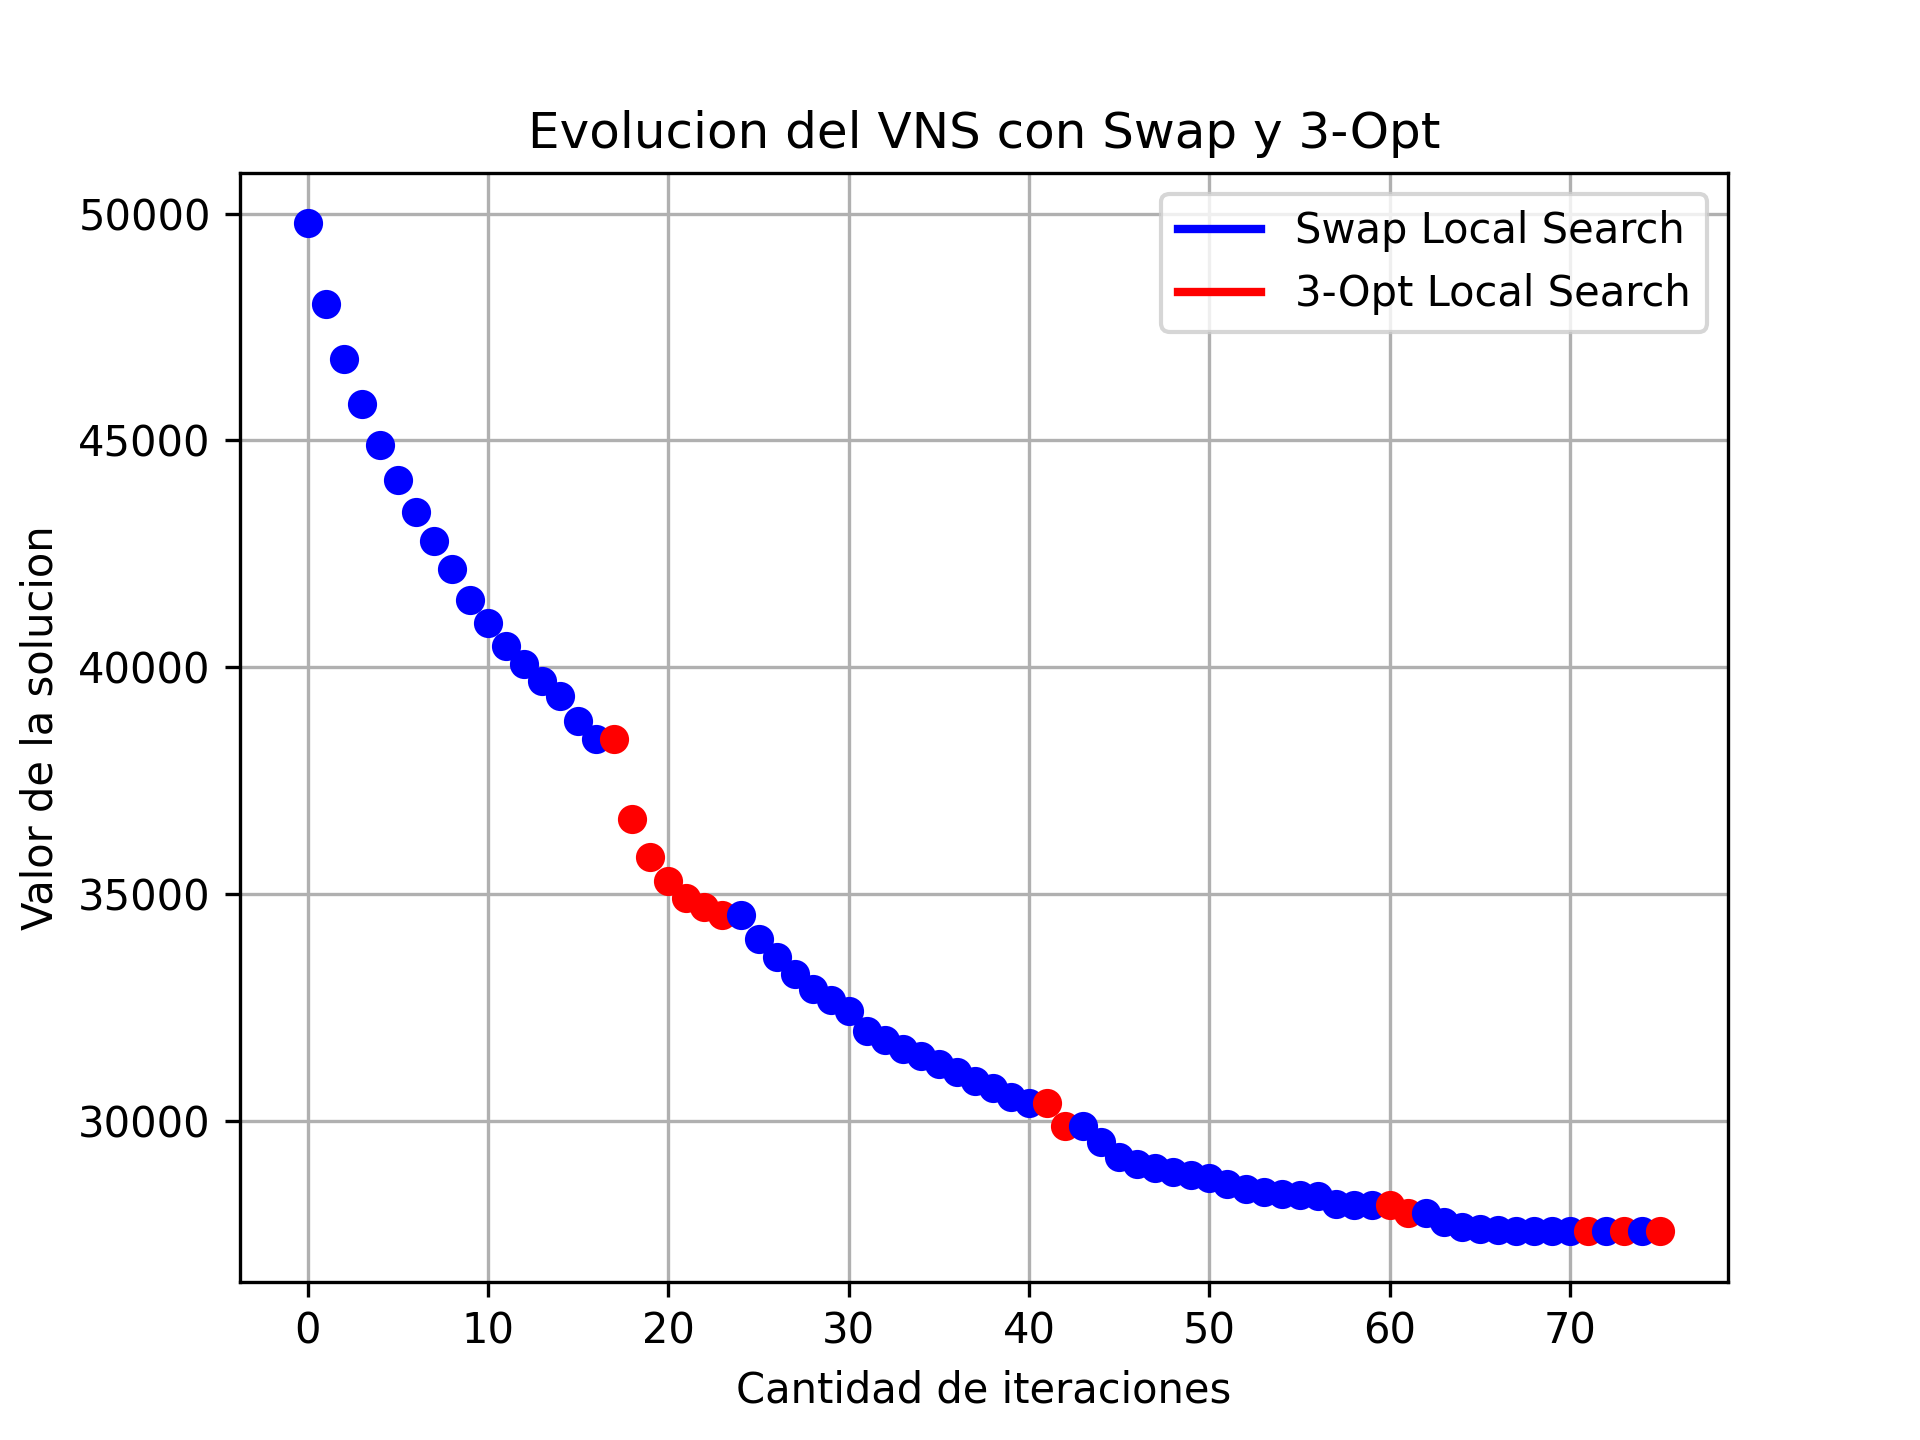 Evolucion del VNS con Swap y 3-Opt
Swap Local Search
3-Opt Local Search
Valor de la solucion
50000
45000
40000
35000
30000
0 10 20 30 40 50 60 70
Cantidad de iteraciones